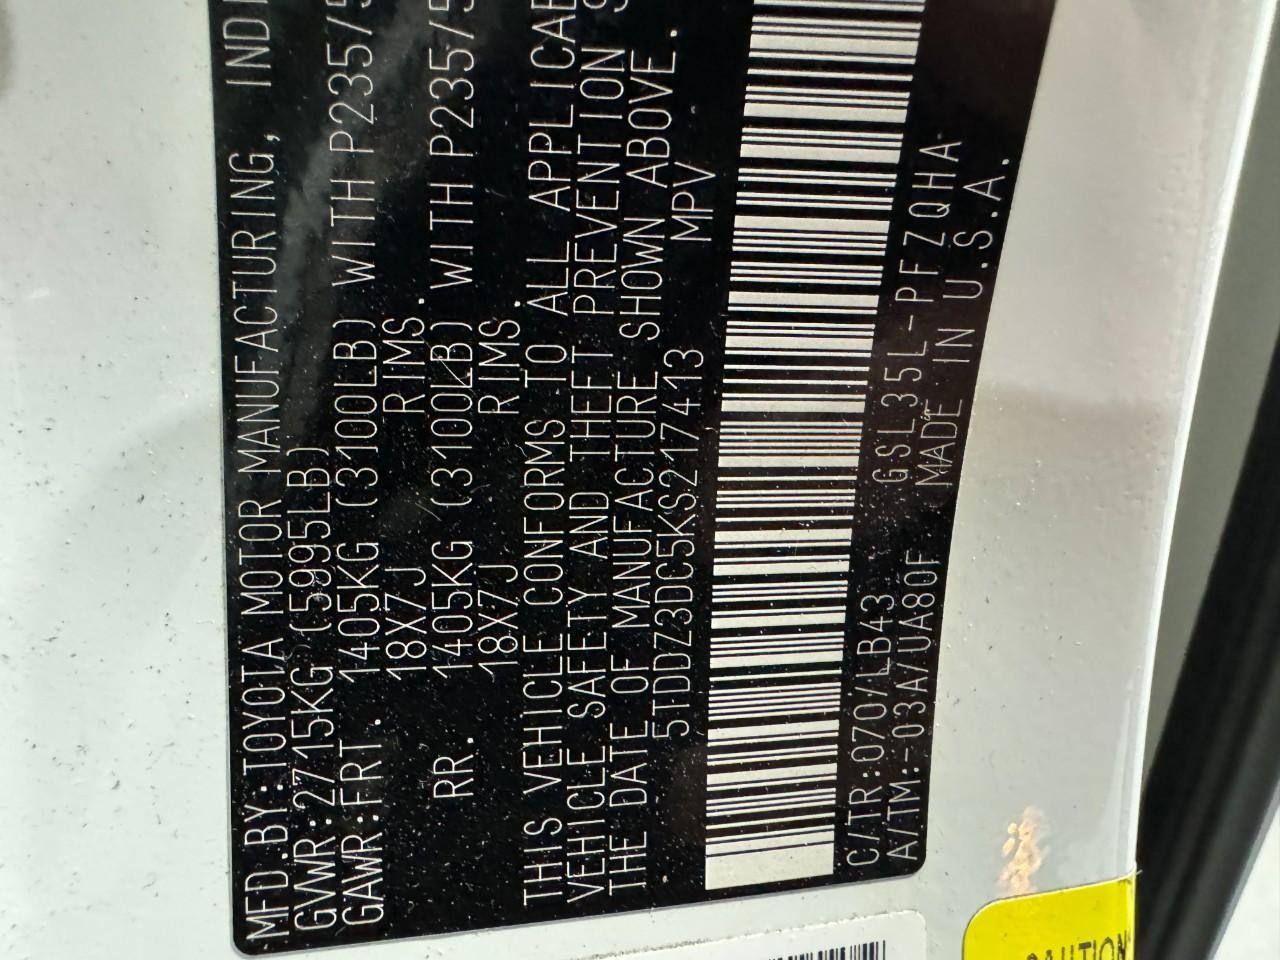 MFD.BY:TOYOTA MOTOR MANUFACTURING,
GVWR:2715KG (5995LB)
GAWR:FRT. 1405KG (3100LB) WITH P235/
18X7J RIMS.
RR. 1405KG (3100LB) WITH P235/
18X7J RIMS.
THIS VEHICLE CONFORMS TO ALL
VEHICLE SAFETY AND THEFT PREVENTION
THE DATE OF MANUFACTURE SHOWN ABOVE.
5TDDZ3DC5KS217413 MPV
C/TR:070/LB43 GSL35L-PFZQHA
A/TM:-03A/UA80F MADE IN U.S.A.
CAUTION